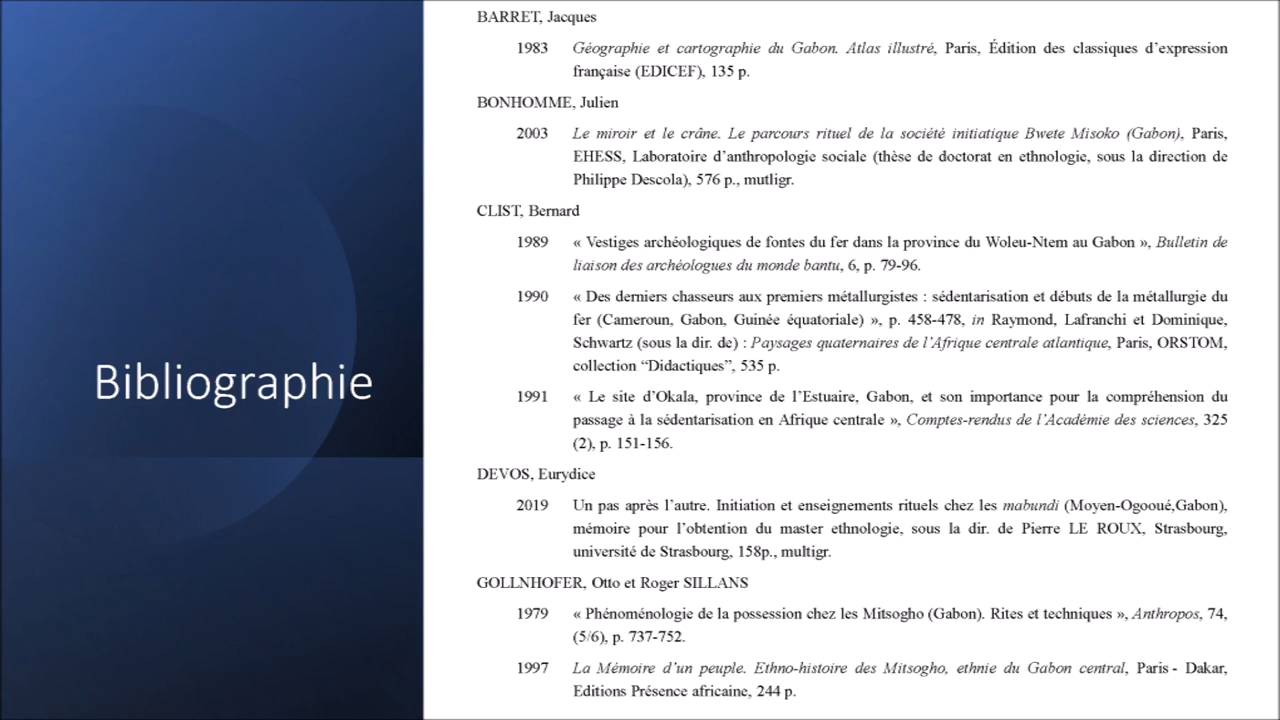 Bibliographie
BARRET, Jacques
1983 Géographie et cartographie du Gabon. Atlas illustré, Paris, Édition des classiques d’expression
française (EDICEF), 135 p.
BONHOMME, Julien
2003 Le miroir et le crâne. Le parcours rituel de la société initiatique Bwete Misoko (Gabon), Paris,
EHESS, Laboratoire d’anthropologie sociale (thèse de doctorat en ethnologie, sous la direction de
Philippe Descola), 576 p., mutligr.
CLIST, Bernard
1989 « Vestiges archéologiques de fontes du fer dans la province du Woleu-Ntem au Gabon », Bulletin de
liaison des archéologues du monde bantu, 6, p. 79-96.
1990 « Des derniers chasseurs aux premiers métallurgistes : sédentarisation et débuts de la métallurgie du
fer (Cameroun, Gabon, Guinée équatoriale) », p. 458-478, in Raymond, Lafranchi et Dominique,
Schwartz (sous la dir. de) : Paysages quaternaires de l’Afrique centrale atlantique, Paris, ORSTOM,
collection “Didactiques”, 535 p.
1991 « Le site d’Okala, province de l’Estuaire, Gabon, et son importance pour la compréhension du
passage à la sédentarisation en Afrique centrale », Comptes-rendus de l’Académie des sciences, 325
(2), p. 151-156.
DEVOS, Eurydice
2019 Un pas après l’autre. Initiation et enseignements rituels chez les mabundi (Moyen-Ogooué,Gabon),
mémoire pour l’obtention du master ethnologie, sous la dir. de Pierre LE ROUX, Strasbourg,
université de Strasbourg, 158p., multigr.
GOLLNHOFER, Otto et Roger SILLANS
1979 « Phénoménologie de la possession chez les Mitsogho (Gabon). Rites et techniques », Anthropos, 74,
(5/6), p. 737-752.
1997 La Mémoire d’un peuple. Ethno-histoire des Mitsogho, ethnie du Gabon central, Paris - Dakar,
Editions Présence africaine, 244 p.